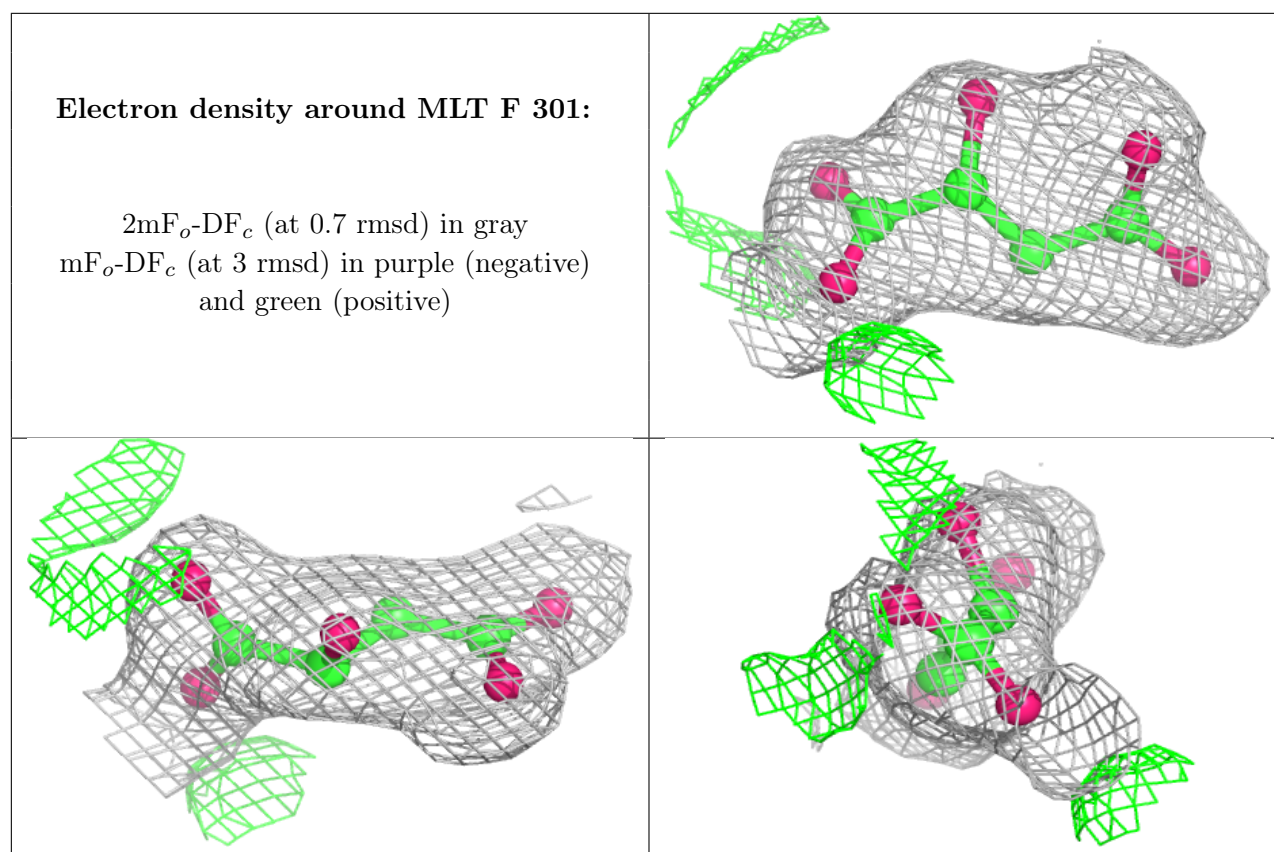 Electron density around MLT F 301:
2mFo-DFc (at 0.7 rmsd) in gray
mFo-DFc (at 3 rmsd) in purple (negative)
and green (positive)